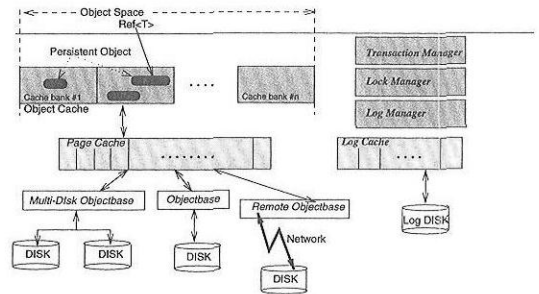 Object Space
Ref<T>
Persistent Object
Cache bank #1
Cache bank #n
Object Cache
Transaction Manager
Lock Manager
Log Manager
Page Cache
Log Cache
Multi-Disk Objectbase
Objectbase
Remote Objectbase
Log DISK
Network
DISK
DISK
DISK
DISK